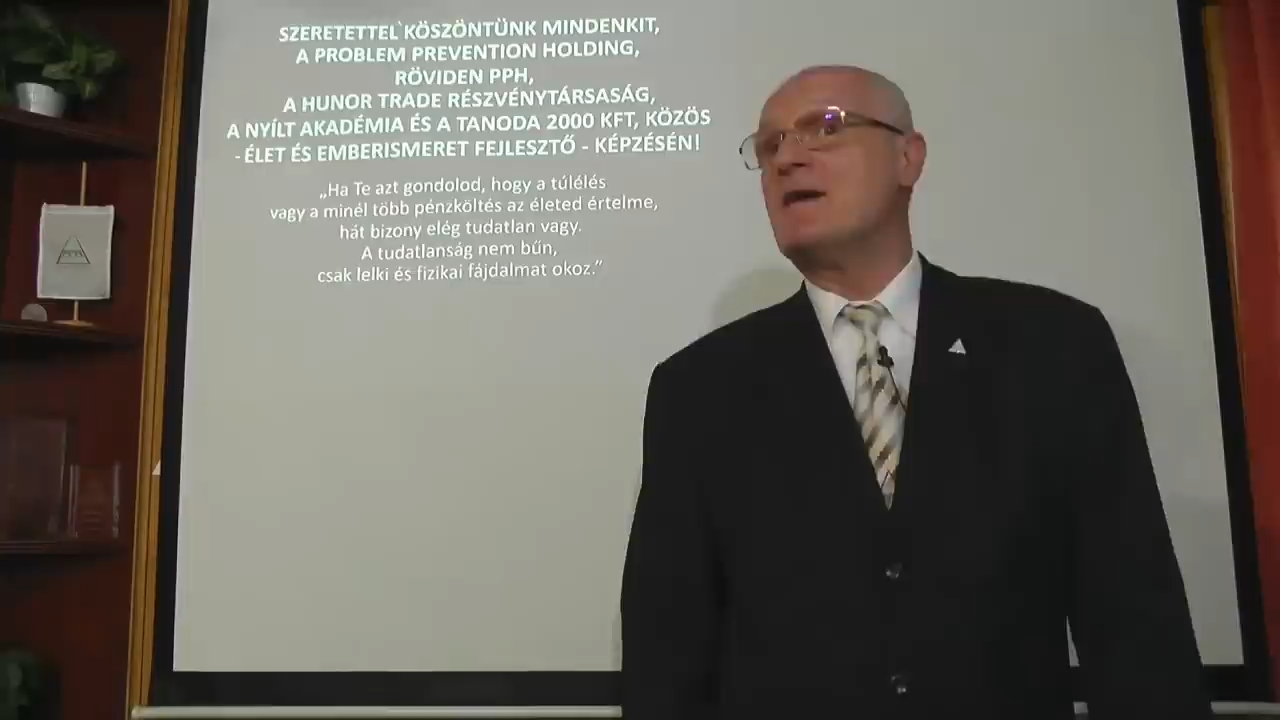 SZERETETTEL KÖSZÖNTÜNK MINDENKIT,
A PROBLEM PREVENTION HOLDING,
RÖVIDEN PPH,
A HUNOR TRADE RÉSZVÉNYTÁRSASÁG,
A NYÍLT AKADÉMIA ÉS A TANODA 2000 KFT, KÖZÖS
- ÉLET ÉS EMBERISMERET FEJLESZTŐ - KÉPZÉSÉN!
„Ha Te azt gondolod, hogy a túlélés
vagy a minél több pénzköltés az életed értelme,
hát bizony elég tudatlan vagy.
A tudatlanság nem bűn,
csak lelki és fizikai fájdalmat okoz.”